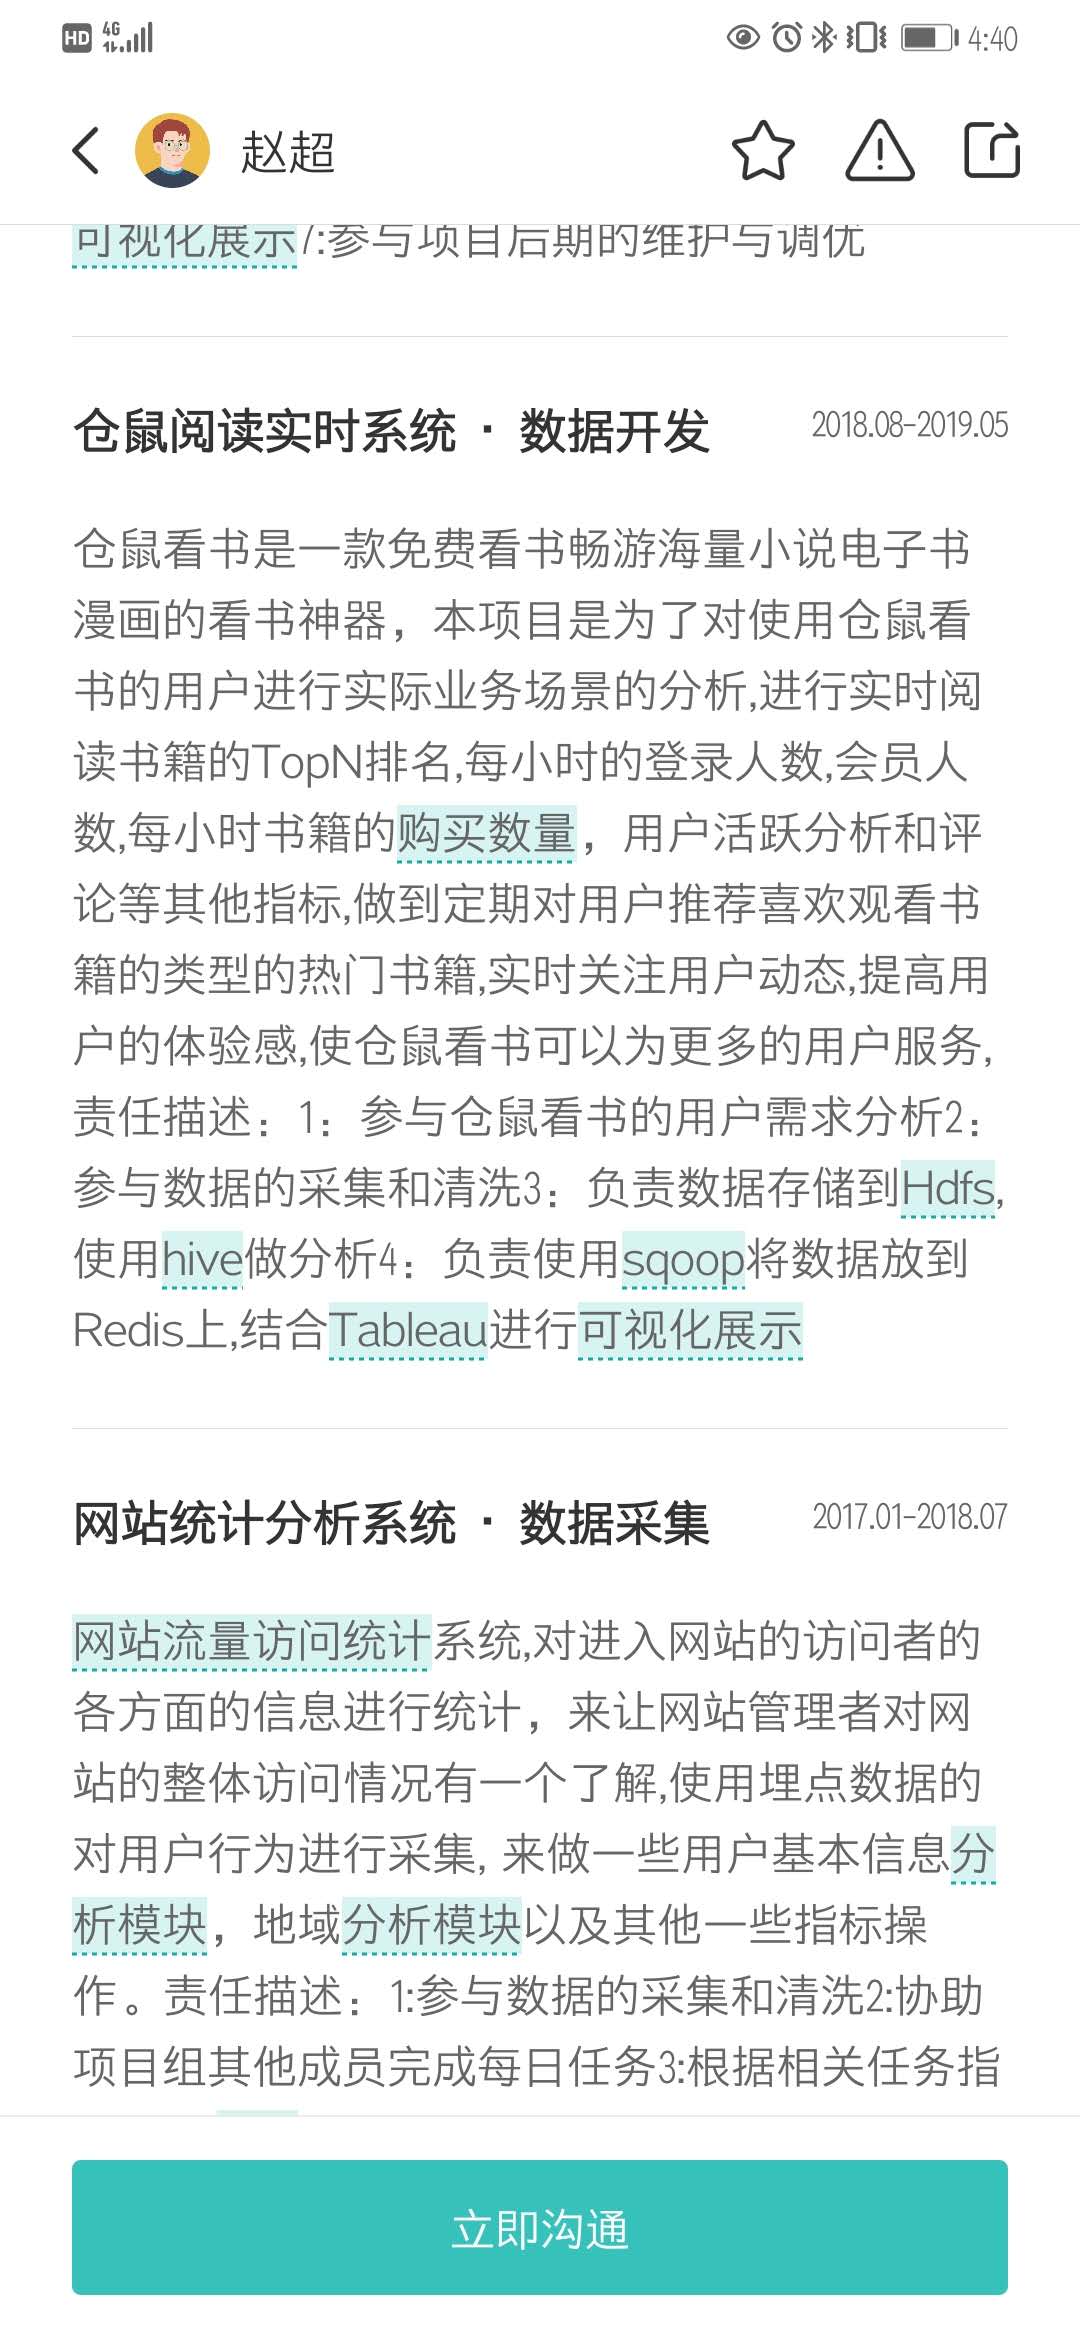 HD 4G 4:40
赵超
可视化展示7:参与项目后期的维护与调优
仓鼠阅读实时系统 · 数据开发 2018.08-2019.05
仓鼠看书是一款免费看书畅游海量小说电子书
漫画的看书神器，本项目是为了对使用仓鼠看
书的用户进行实际业务场景的分析,进行实时阅
读书籍的TopN排名,每小时的登录人数,会员人
数,每小时书籍的购买数量，用户活跃分析和评
论等其他指标,做到定期对用户推荐喜欢观看书
籍的类型的热门书籍,实时关注用户动态,提高用
户的体验感,使仓鼠看书可以为更多的用户服务,
责任描述：1：参与仓鼠看书的用户需求分析2：
参与数据的采集和清洗3：负责数据存储到Hdfs,
使用hive做分析4：负责使用sqoop将数据放到
Redis上,结合Tableau进行可视化展示
网站统计分析系统 · 数据采集 2017.01-2018.07
网站流量访问统计系统,对进入网站的访问者的
各方面的信息进行统计，来让网站管理者对网
站的整体访问情况有一个了解,使用埋点数据的
对用户行为进行采集, 来做一些用户基本信息分
析模块，地域分析模块以及其他一些指标操
作。责任描述：1:参与数据的采集和清洗2:协助
项目组其他成员完成每日任务3:根据相关任务指
立即沟通